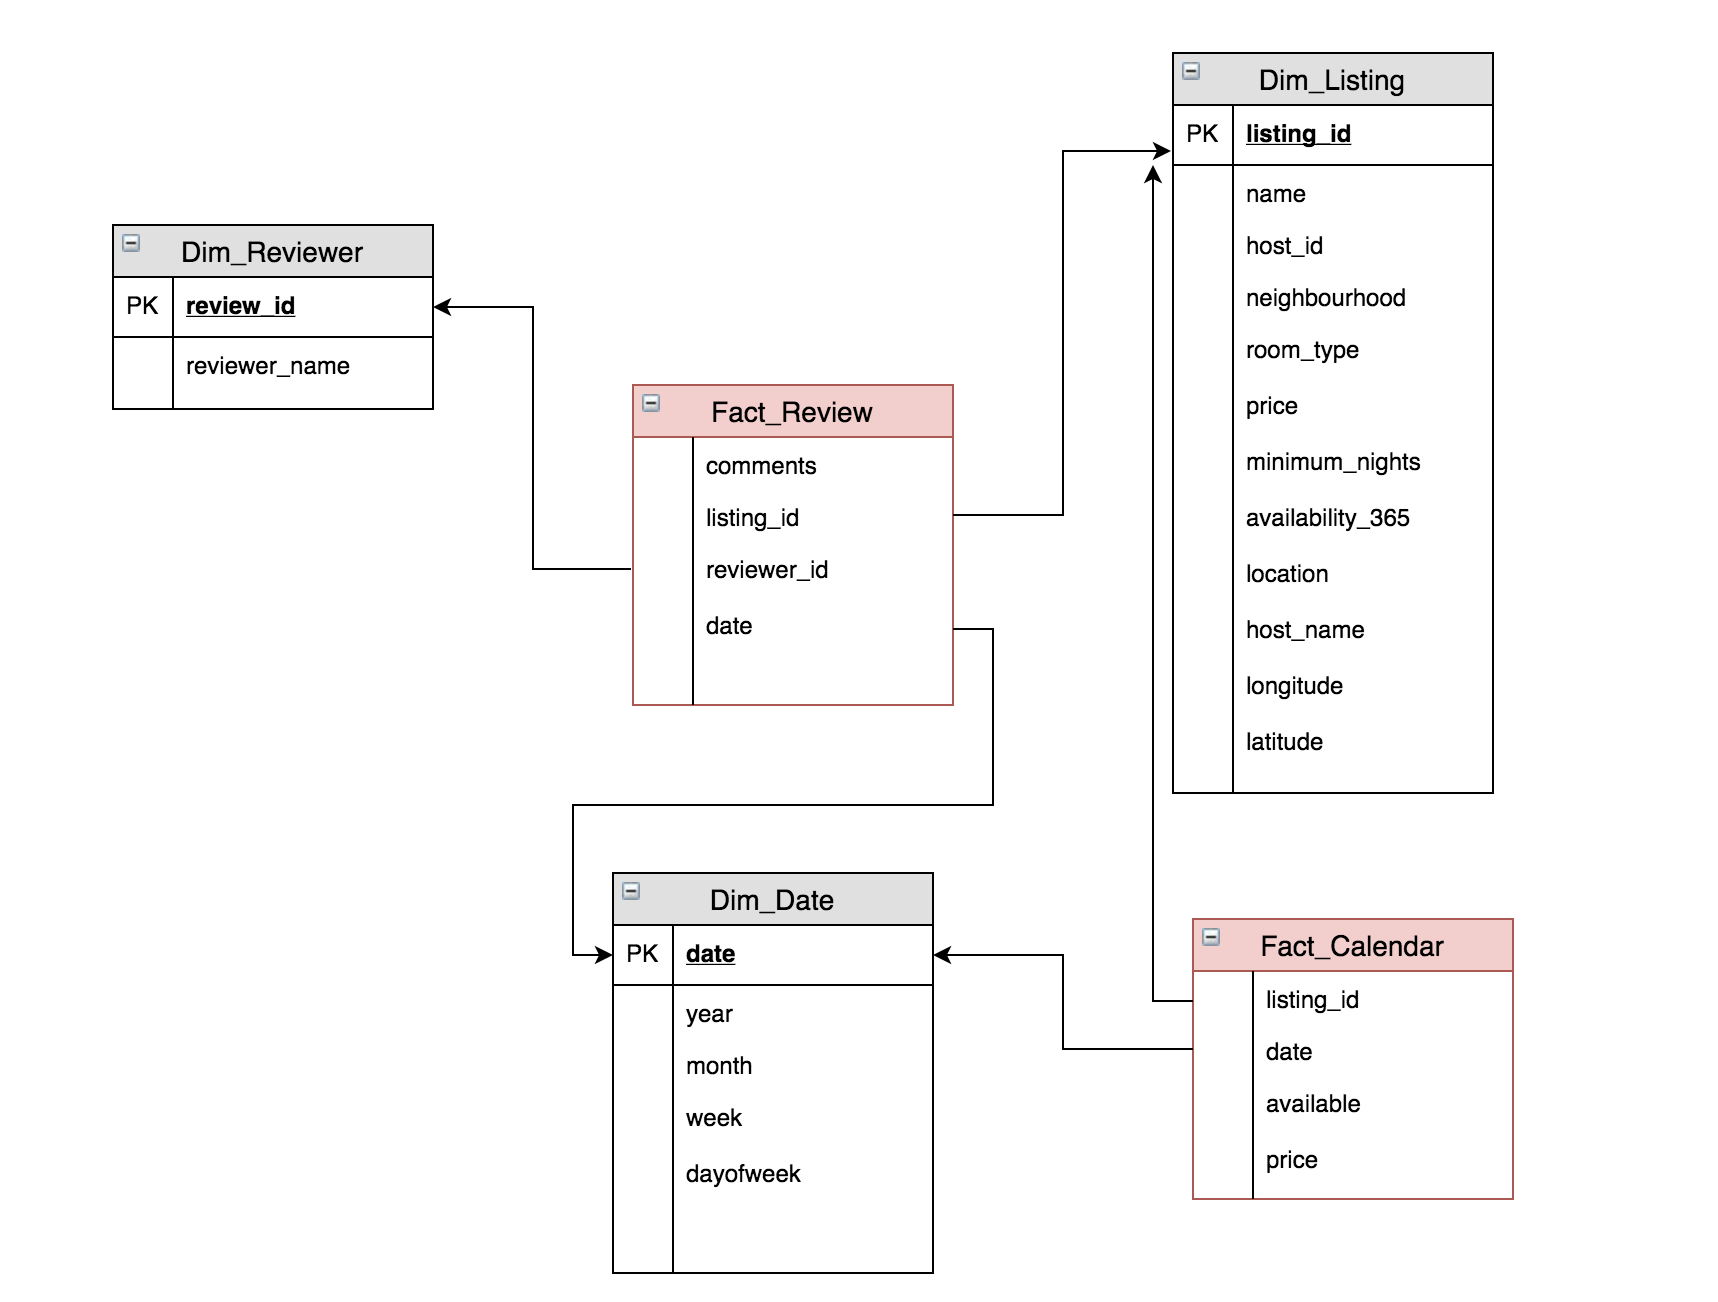 Dim_Listing
PK listing_id
name
host_id
neighbourhood
room_type
price
minimum_nights
availability_365
location
host_name
longitude
latitude
Dim_Reviewer
PK review_id
reviewer_name
Fact_Review
comments
listing_id
reviewer_id
date
Dim_Date
PK date
year
month
week
dayofweek
Fact_Calendar
listing_id
date
available
price